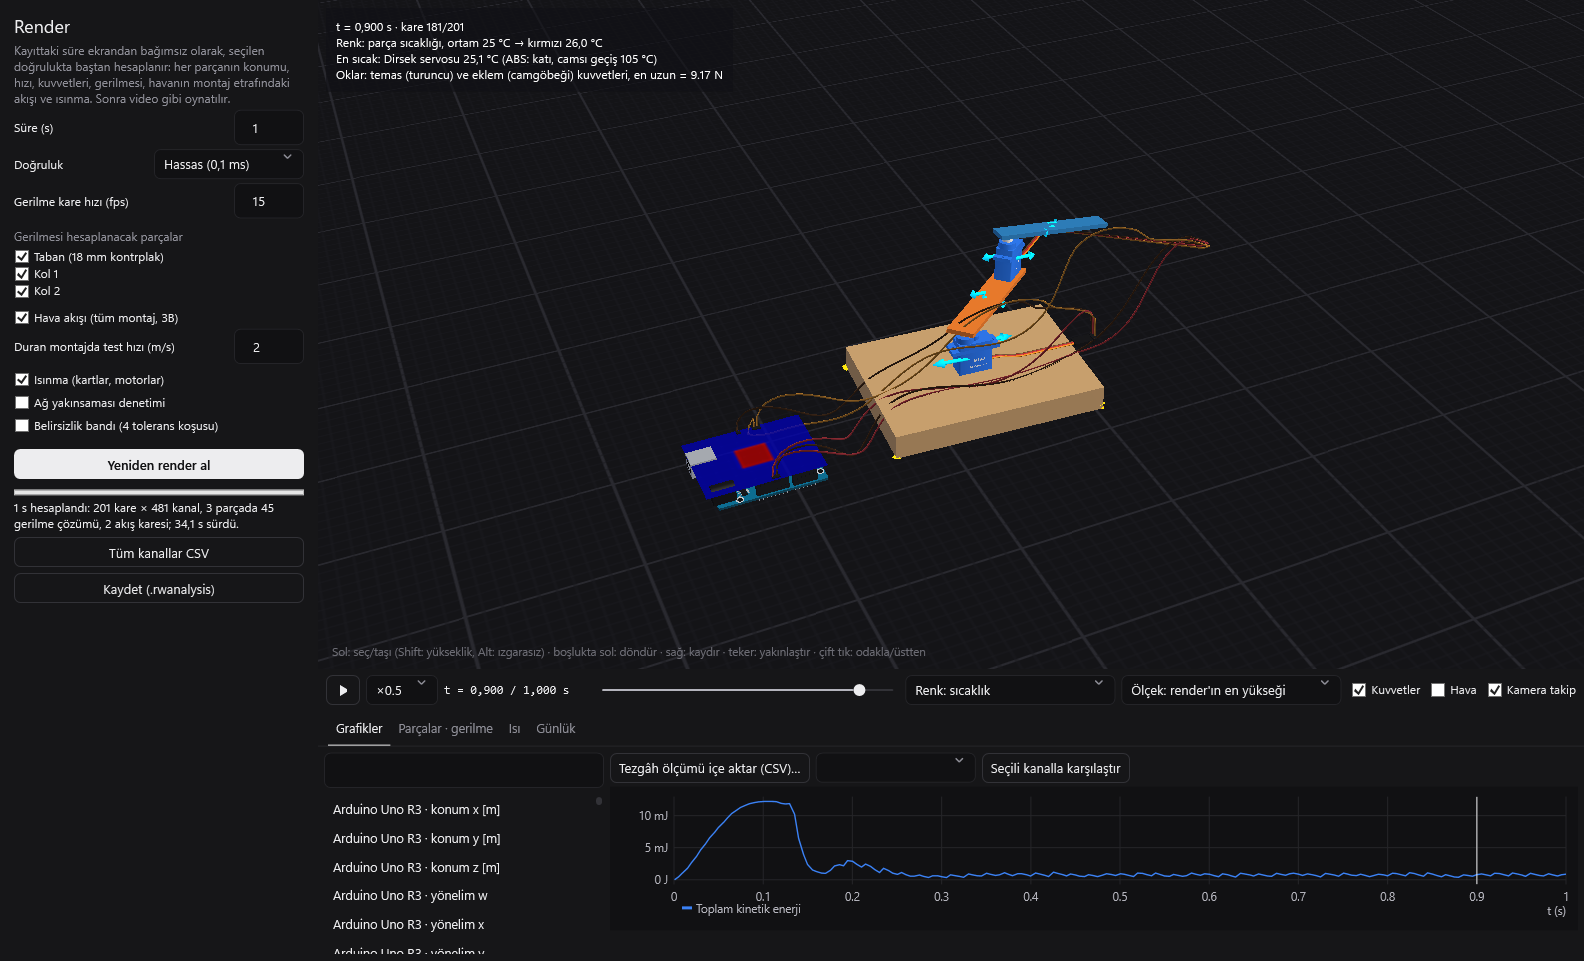 Render
Kayıttaki süre ekrandan bağımsız olarak, seçilen
doğrulukta baştan hesaplanır: her parçanın konumu,
hızı, kuvvetleri, gerilmesi, havanın montaj etrafındaki
akışı ve ısınma. Sonra video gibi oynatılır.
Süre (s)
1
Doğruluk
Hassas (0,1 ms)
Gerilme kare hızı (fps)
15
Gerilmesi hesaplanacak parçalar
Taban (18 mm kontrplak)
Kol 1
Kol 2
Hava akışı (tüm montaj, 3B)
Duran montajda test hızı (m/s)
2
Isınma (kartlar, motorlar)
Ağ yakınsaması denetimi
Belirsizlik bandı (4 tolerans koşusu)
Yeniden render al
1 s hesaplandı: 201 kare × 481 kanal, 3 parçada 45
gerilme çözümü, 2 akış karesi; 34,1 s sürdü.
Tüm kanallar CSV
Kaydet (.rwanalysis)
t = 0,900 s · kare 181/201
Renk: parça sıcaklığı, ortam 25 °C → kırmızı 26,0 °C
En sıcak: Dirsek servosu 25,1 °C (ABS: katı, camsı geçiş 105 °C)
Oklar: temas (turuncu) ve eklem (camgöbeği) kuvvetleri, en uzun = 9.17 N
Sol: seç/taşı (Shift: yükseklik, Alt: ızgarasız) · boşlukta sol: döndür · sağ: kaydır · teker: yakınlaştır · çift tık: odakla/üstten
×0.5
t = 0,900 / 1,000 s
Renk: sıcaklık
Ölçek: render'ın en yükseği
Kuvvetler
Hava
Kamera takip
Grafikler
Parçalar · gerilme
Isı
Günlük
Tezgâh ölçümü içe aktar (CSV)...
Seçili kanalla karşılaştır
Arduino Uno R3 · konum x [m]
Arduino Uno R3 · konum y [m]
Arduino Uno R3 · konum z [m]
Arduino Uno R3 · yönelim w
Arduino Uno R3 · yönelim x
Arduino Uno R3 · yönelim y
10 mJ
5 mJ
0 J
0 0.1 0.2 0.3 0.4 0.5 0.6 0.7 0.8 0.9 1
Toplam kinetik enerji
t (s)